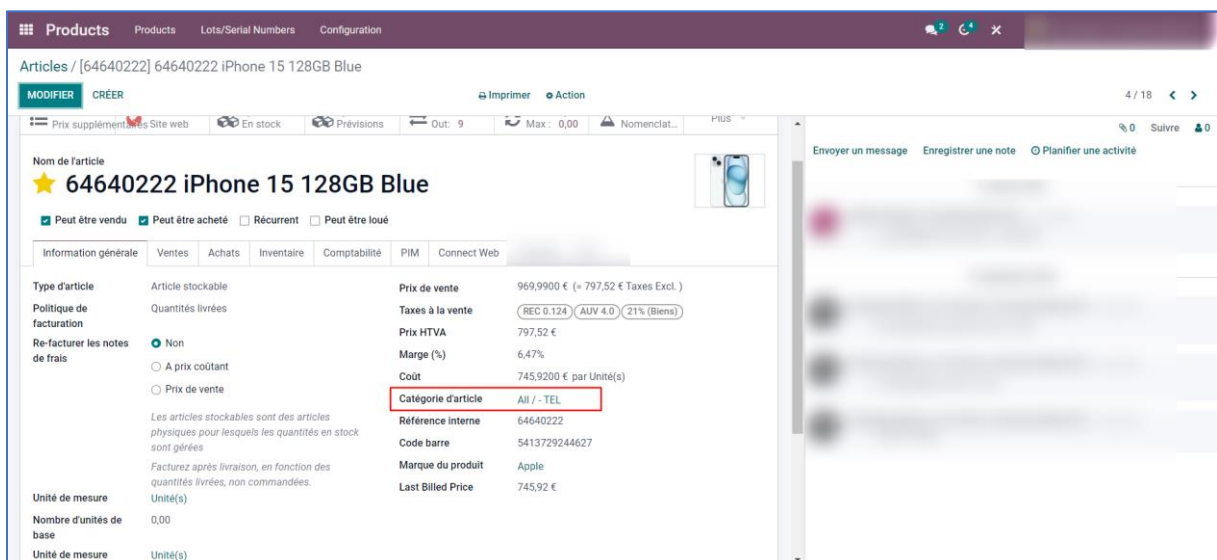 Products Products Lots/Serial Numbers Configuration 2 4
Articles / [64640222] 64640222 iPhone 15 128GB Blue
MODIFIER CRÉER Imprimer Action 4 / 18
Prix supplémentaires Site web En stock Prévisions Out: 9 Max : 0,00 Nomenclat... Plus
0 Suivre 0
Envoyer un message Enregistrer une note Planifier une activité
Nom de l'article
64640222 iPhone 15 128GB Blue
Peut être vendu Peut être acheté Récurrent Peut être loué
Information générale Ventes Achats Inventaire Comptabilité PIM Connect Web
Type d'article Article stockable
Politique de facturation Quantités livrées
Re-facturer les notes de frais Non
A prix coûtant
Prix de vente
Les articles stockables sont des articles
physiques pour lesquels les quantités en stock
sont gérées
Facturez après livraison, en fonction des
quantités livrées, non commandées.
Unité de mesure Unité(s)
Nombre d'unités de base 0,00
Unité de mesure Unité(s)
Prix de vente 969,9900 € (= 797,52 € Taxes Excl. )
Taxes à la vente REC 0.124 AUV 4.0 21% (Biens)
Prix HTVA 797,52 €
Marge (%) 6,47%
Coût 745,9200 € par Unité(s)
Catégorie d'article All / - TEL
Référence interne 64640222
Code barre 5413729244627
Marque du produit Apple
Last Billed Price 745,92 €